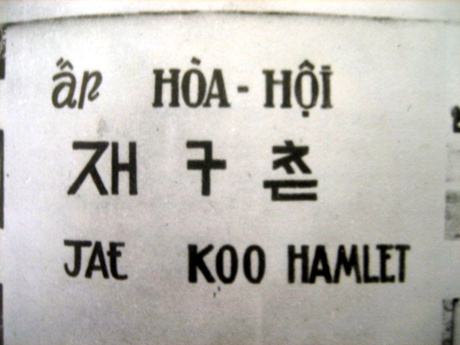 ấp HÒA - HỘI
재 구 촌
JAE KOO HAMLET